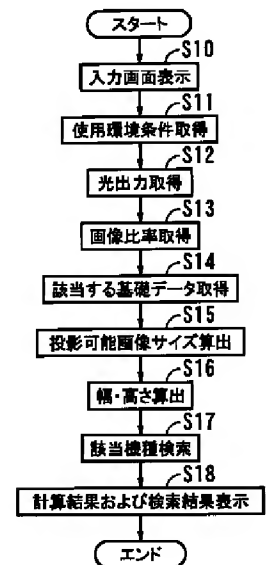 スタート
S10
入力画面表示
S11
使用環境条件取得
S12
光出力取得
S13
画像比率取得
S14
該当する基礎データ取得
S15
投影可能画像サイズ算出
S16
幅・高さ算出
S17
該当機種検索
S18
計算結果および検索結果表示
エンド